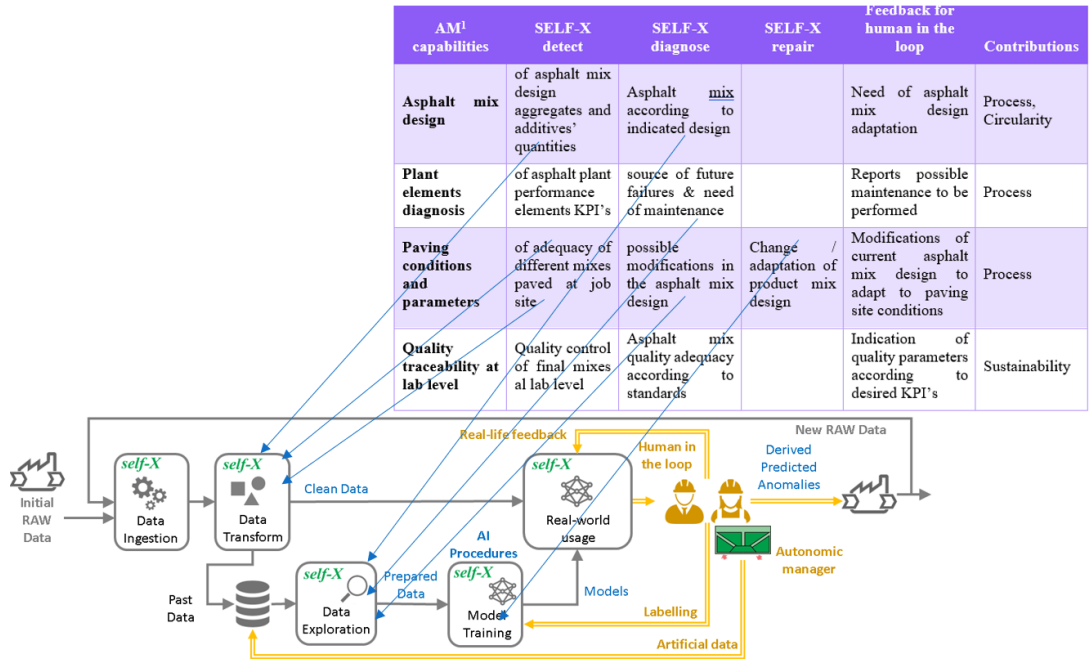 AM1
capabilities
SELF-X
detect
SELF-X
diagnose
SELF-X
repair
Feedback for
human in the
loop
Contributions
Asphalt mix
design
of asphalt mix
design
aggregates and
additives’
quantities
Asphalt mix
according to
indicated design
Need of asphalt
mix design
adaptation
Process,
Circularity
Plant
elements
diagnosis
of asphalt plant
performance
elements KPI’s
source of future
failures & need
of maintenance
Reports possible
maintenance to be
performed
Process
Paving
conditions
and
parameters
of adequacy of
different mixes
paved at job
site
possible
modifications in
the asphalt mix
design
Change /
adaptation of
product mix
design
Modifications of
current asphalt
mix design to
adapt to paving
site conditions
Process
Quality
traceability at
lab level
Quality control
of final mixes
al lab level
Asphalt mix
quality adequacy
according to
standards
Indication of
quality parameters
according to
desired KPI’s
Sustainability
Initial
RAW
Data
self-X
Data
Ingestion
self-X
Data
Transform
Clean Data
Real-life feedback
self-X
Real-world
usage
Human in
the loop
New RAW Data
Derived
Predicted
Anomalies
Autonomic
manager
Past
Data
self-X
Data
Exploration
Prepared
Data
AI
Procedures
self-X
Model
Training
Models
Labelling
Artificial data